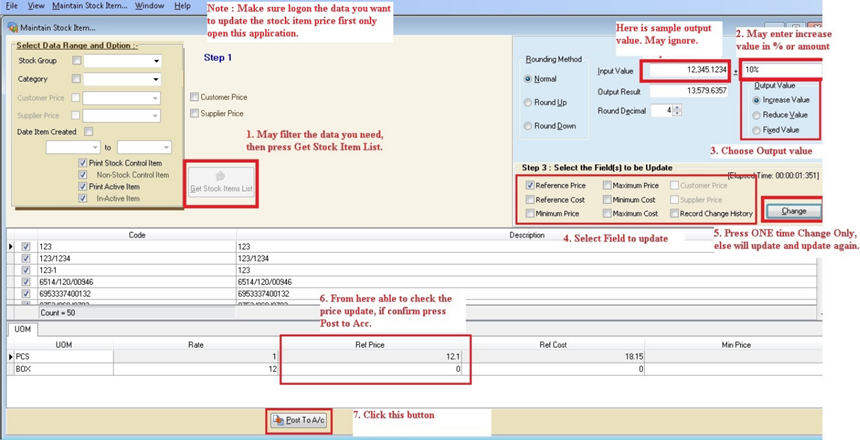 File View Maintain Stock Item... Window Help
Note : Make sure logon the data you want
to update the stock item price first only
open this application.
Maintain Stock Item...
Here is sample output
value. May ignore.
2. May enter increase
value in % or amount
Select Data Range and Option :-
Stock Group
Category
Customer Price
Supplier Price
Date Item Created
to
Print Stock Control Item
Non-Stock Control Item
Print Active Item
In-Active Item
Step 1
Customer Price
Supplier Price
1. May filter the data you need,
then press Get Stock Item List.
Get Stock Items List
Rounding Method
Normal
Round Up
Round Down
Input Value 12,345.1234 ± 10%
Output Result 13,579.6357
Round Decimal 4
Output Value
Increase Value
Reduce Value
Fixed Value
3. Choose Output value
Step 3 : Select the Field(s) to be Update
[Elapsed Time: 00:00:01:351]
Reference Price Maximum Price Customer Price
Reference Cost Minimum Cost Supplier Price
Minimum Price Maximum Cost Record Change History
Change
4. Select Field to update
5. Press ONE time Change Only,
else will update and update again.
Code Description
123 123
123/1234 123/1234
123-1 123
6514/120/00946 6514/120/00946
6953337400132 6953337400132
Count = 50
6. From here able to check the
price update, if confirm press
Post to Acc.
UOM
UOM Rate Ref Price Ref Cost Min Price
PCS 1 12.1 18.15
BOX 12 0 0
Post To A/c
7. Click this button